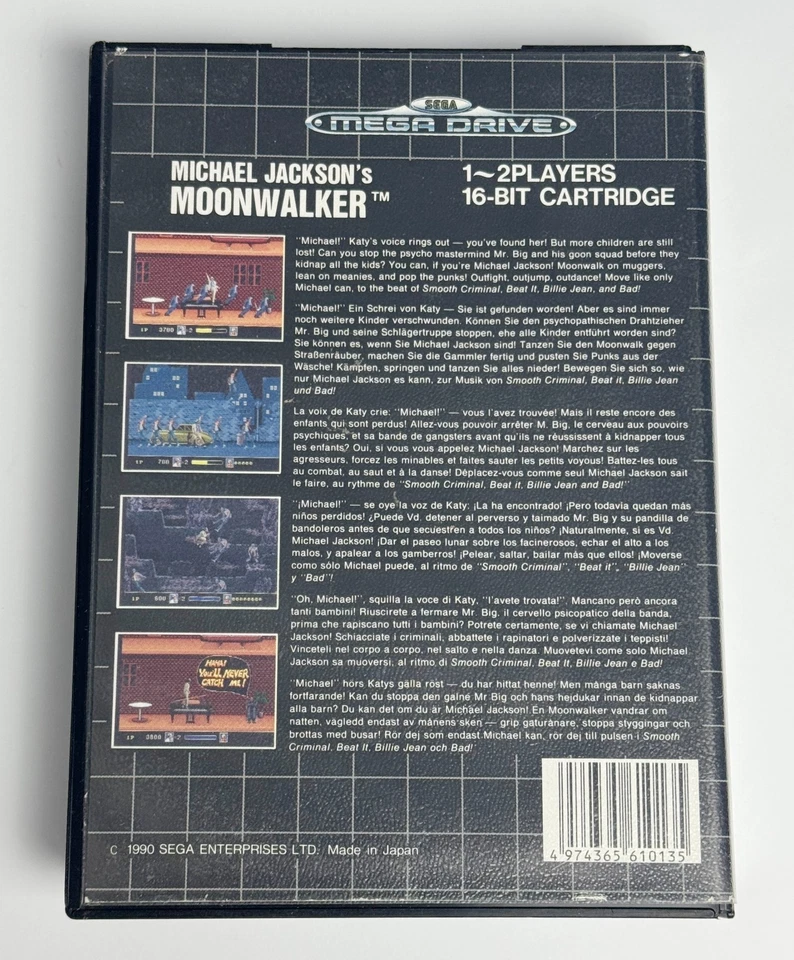 SEGA
MEGA DRIVE
MICHAEL JACKSON's
MOONWALKER™
1~2PLAYERS
16-BIT CARTRIDGE
"Michael!" Katy's voice rings out — you've found her! But more children are still
lost! Can you stop the psycho mastermind Mr. Big and his goon squad before they
kidnap all the kids? You can, if you're Michael Jackson! Moonwalk on muggers,
lean on meanies, and pop the punks! Outfight, outjump, outdance! Move like only
Michael can, to the beat of Smooth Criminal, Beat It, Billie Jean, and Bad!
"Michael!" Ein Schrei von Katy — Sie ist gefunden worden! Aber es sind immer
noch weitere Kinder verschwunden. Können Sie den psychopathischen Drahtzieher
Mr. Big und seine Schlägertruppe stoppen, ehe alle Kinder entführt worden sind?
Sie können es, wenn Sie Michael Jackson sind! Tanzen Sie den Moonwalk gegen
Straßenräuber, machen Sie die Gammler fertig und pusten Sie Punks aus der
Wäsche! Kämpfen, springen und tanzen Sie alles nieder! Bewegen Sie sich so, wie
nur Michael Jackson es kann, zur Musik von Smooth Criminal, Beat it, Billie Jean
und Bad!
La voix de Katy crie: "Michael!" — vous l'avez trouvée! Mais il reste encore des
enfants qui sont perdus! Allez-vous pouvoir arrêter M. Big, le cerveau aux pouvoirs
psychiques, et sa bande de gangsters avant qu'ils ne réussissent à kidnapper tous
les enfants? Oui, si vous vous appelez Michael Jackson! Marchez sur les
agresseurs, forcez les minables et faites sauter les petits voyous! Battez-les tous
au combat, au saut et à la danse! Déplacez-vous comme seul Michael Jackson sait
le faire, au rythme de "Smooth Criminal, Beat it, Billie Jean and Bad!"
"¡Michael!" — se oye la voz de Katy: ¡La ha encontrado! ¡Pero todavia quedan más
niños perdidos! ¿Puede Vd. detener al perverso y taimado Mr. Big y su pandilla de
bandoleros antes de que secuestren a todos los niños? ¡Naturalmente, si es Vd.
Michael Jackson! ¡Dar el paseo lunar sobre los facinerosos, echar el alto a los
malos, y apalear a los gamberros! ¡Pelear, saltar, bailar más que ellos! ¡Moverse
como sólo Michael puede, al ritmo de "Smooth Criminal", "Beat it", "Billie Jean"
y "Bad"!
"Oh, Michael!", squilla la voce di Katy, "l'avete trovata!". Mancano però ancora
tanti bambini! Riuscirete a fermare Mr. Big, il cervello psicopatico della banda,
prima che rapiscano tutti i bambini? Potrete certamente, se vi chiamate Michael
Jackson! Schiacciate i criminali, abbattete i rapinatori e polverizzate i teppisti!
Vinceteli nel corpo a corpo, nel salto e nella danza. Muovetevi come solo Michael
Jackson sa muoversi, al ritmo di Smooth Criminal, Beat It, Billie Jean e Bad!
"Michael" hörs Katys gälla röst — du har hittat henne! Men många barn saknas
fortfarande! Kan du stoppa den galne Mr Big och hans hejdukar innan de kidnappar
alla barn? Du kan det om du är Michael Jackson! En Moonwalker vandrar om
natten, vägledd endast av månens sken — grip gaturånare, stoppa styggingar och
brottas med busar! Rör dej som endast Michael kan, rör dej till pulsen i Smooth
Criminal, Beat It, Billie Jean och Bad!
1P 3700
1P 700
1P 600
HAHA!
YOU'LL NEVER
CATCH ME!
1P 3800
4 974365 610135
© 1990 SEGA ENTERPRISES LTD. Made in Japan